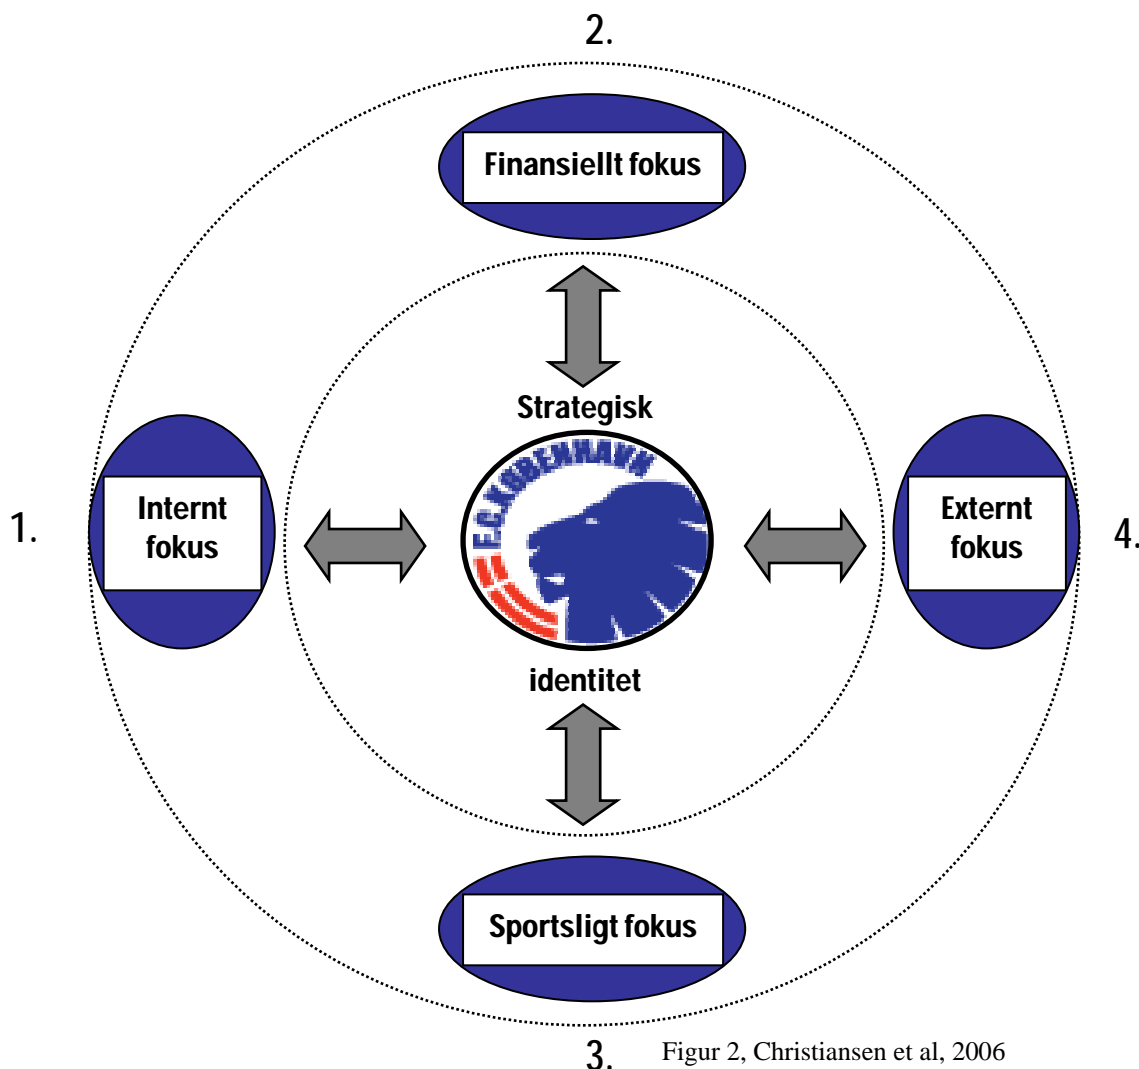 2.
Finansiellt fokus
Strategisk
F.C.KØBENHAVN
1.
Internt
fokus
Externt
fokus
4.
identitet
Sportsligt fokus
3.
Figur 2, Christiansen et al, 2006